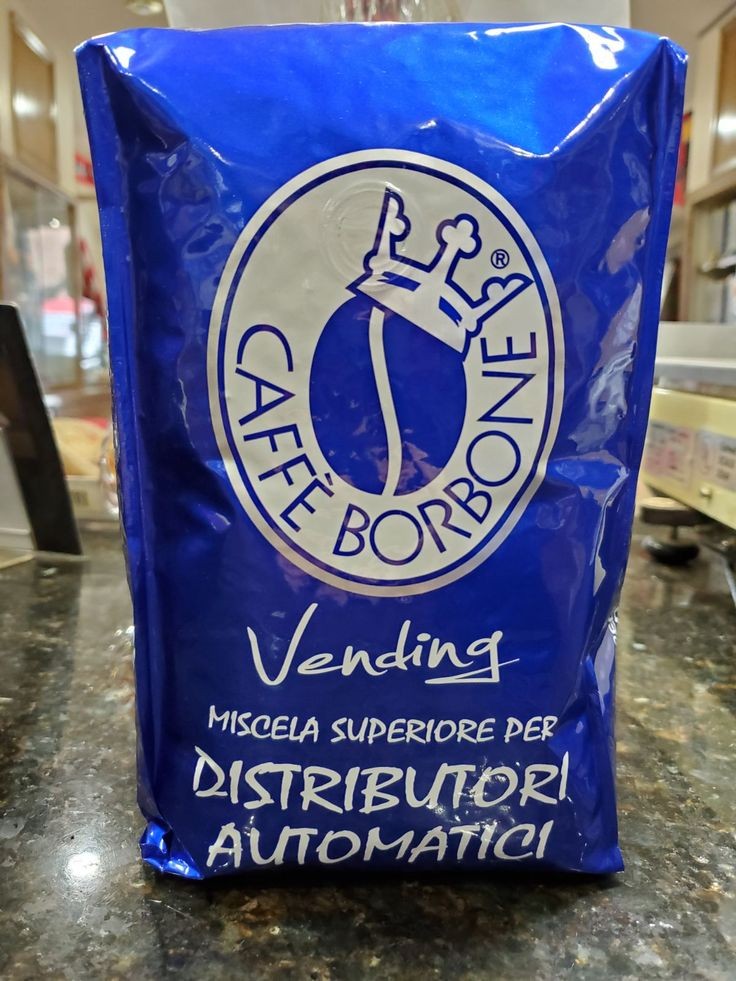 CAFFÈ BORBONE
®
Vending
MISCELA SUPERIORE PER
DISTRIBUTORI
AUTOMATICI